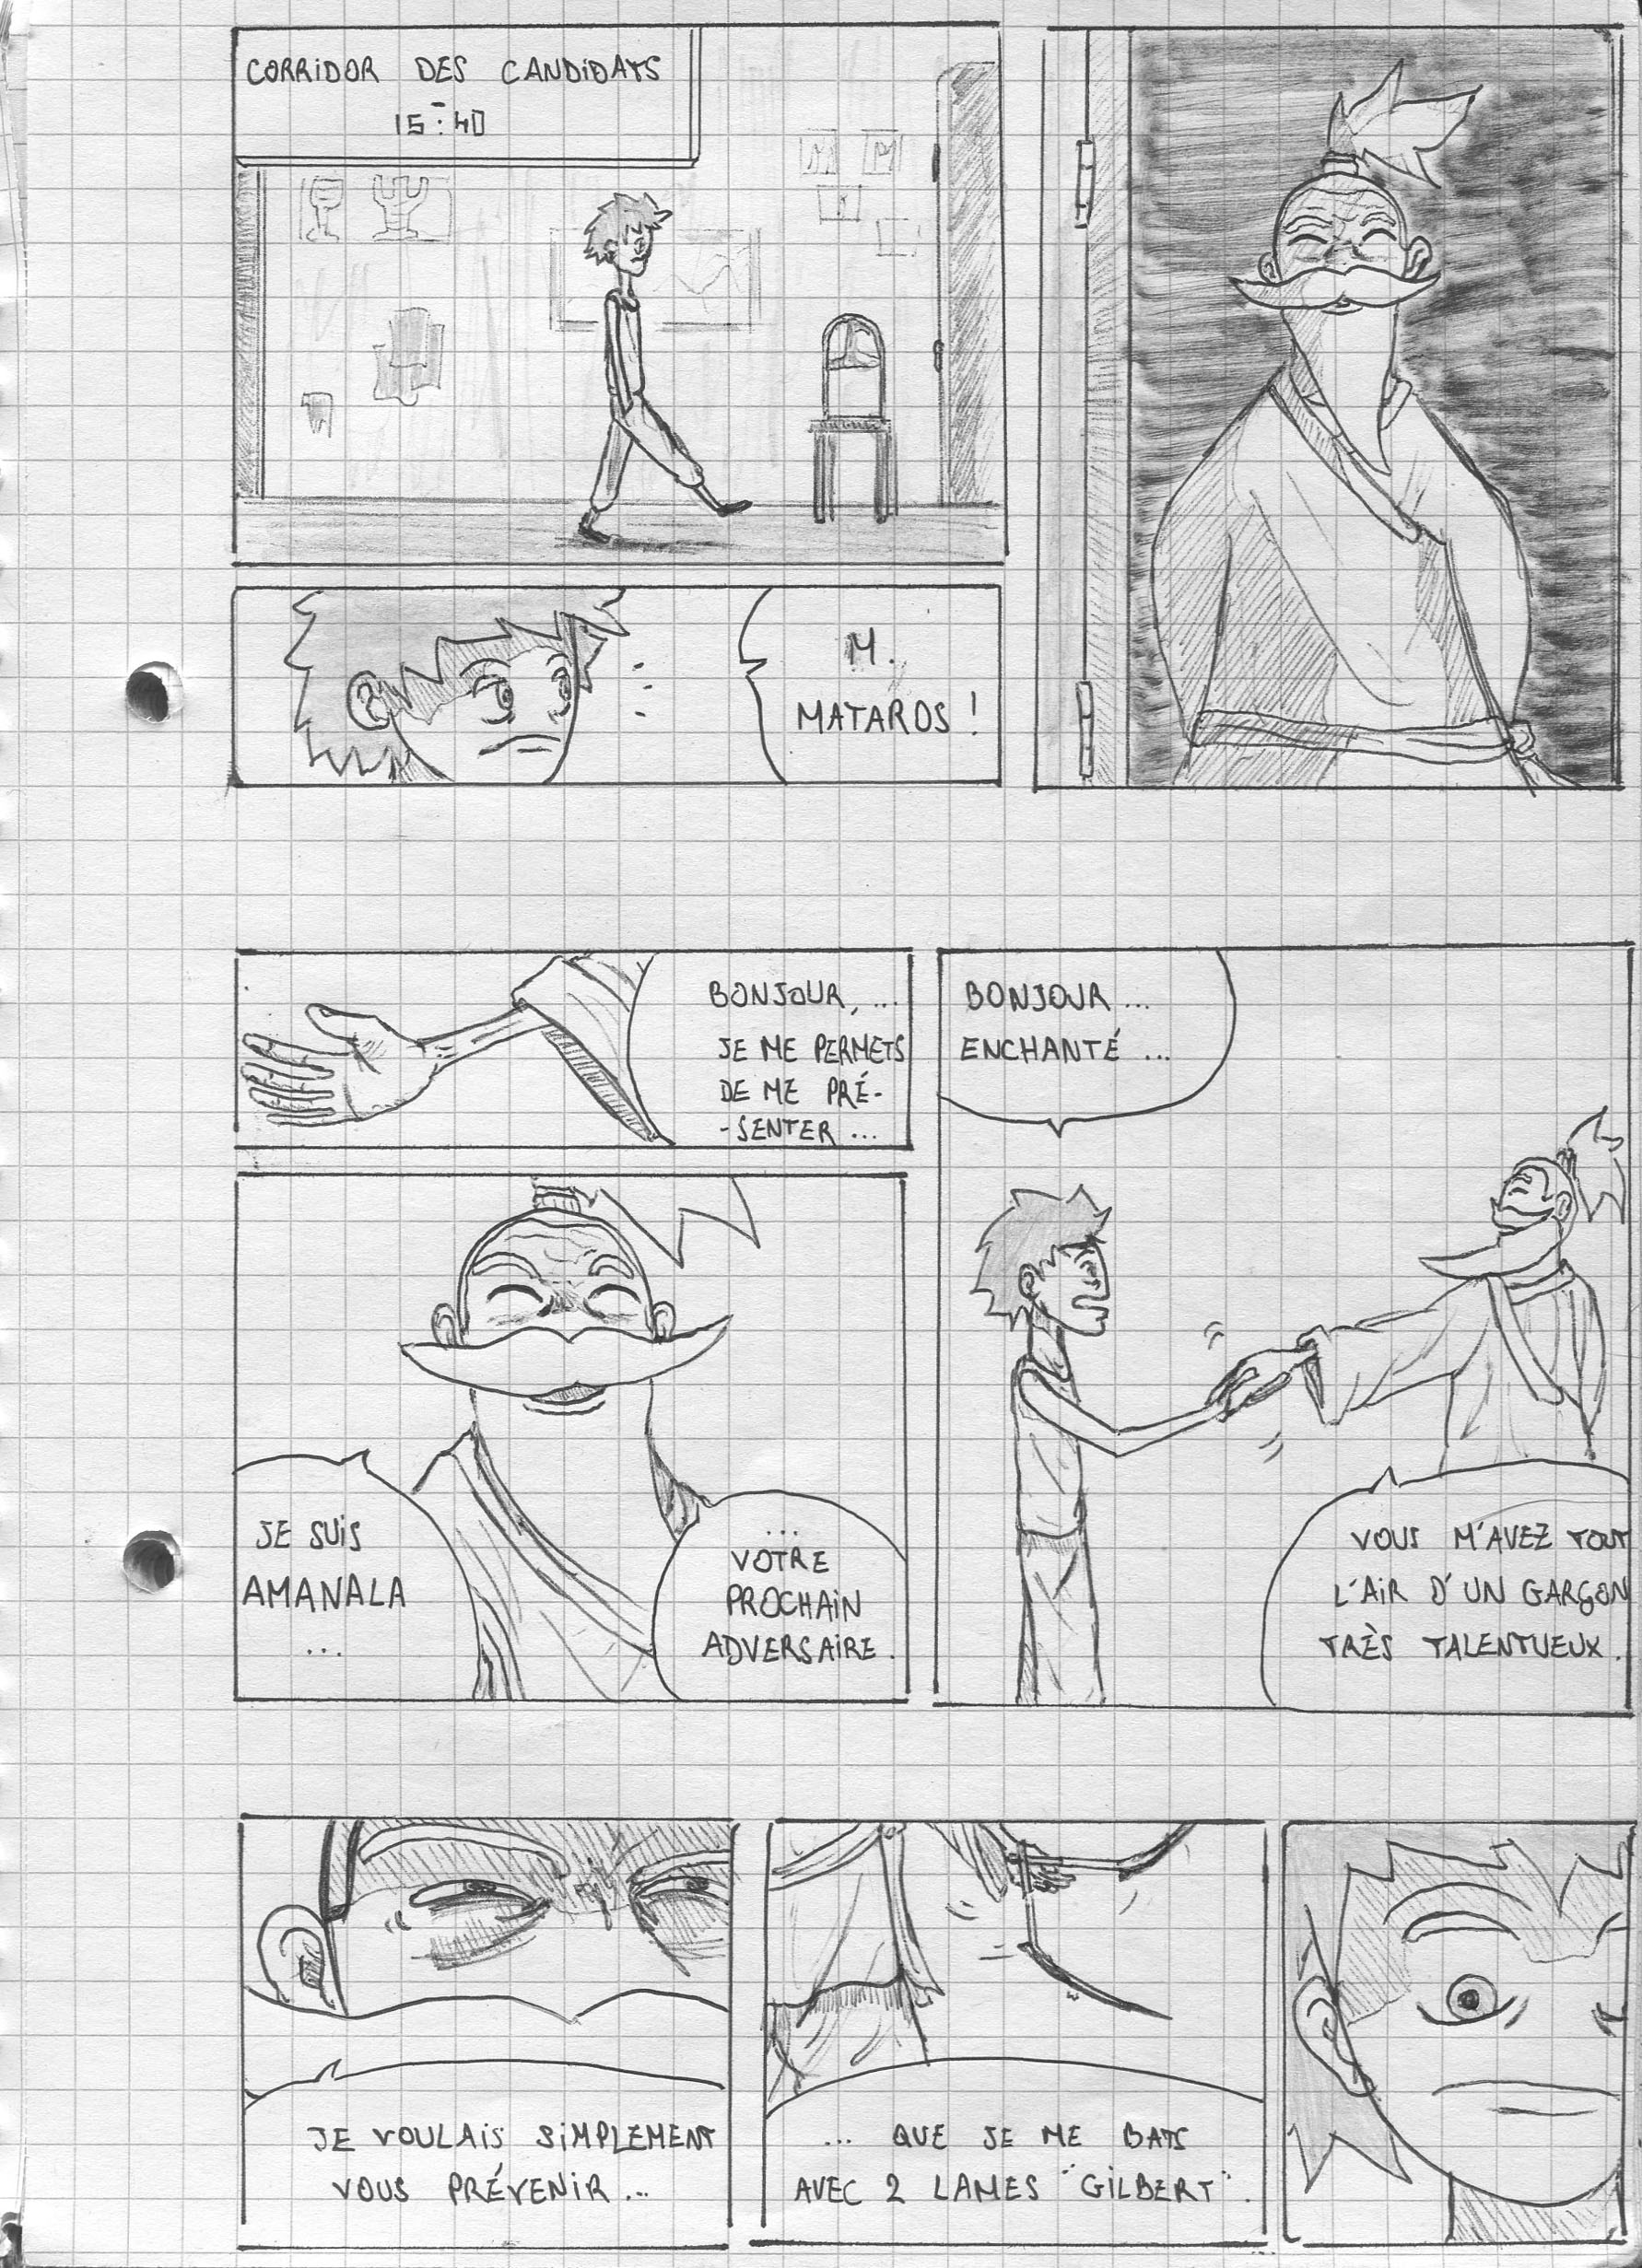 CORRIDOR DES CANDIDATS
15:40
M.
MATAROS !
BONJOUR, ...
JE ME PERMETS
DE ME PRÉ-
-SENTER ...
JE SUIS
AMANALA
...
...
VOTRE
PROCHAIN
ADVERSAIRE.
BONJOUR ...
ENCHANTÉ ...
VOUS M'AVEZ TOUT
L'AIR D'UN GARÇON
TRÈS TALENTUEUX.
JE VOULAIS SIMPLEMENT
VOUS PRÉVENIR ...
... QUE JE ME BATS
AVEC 2 LAMES "GILBERT".